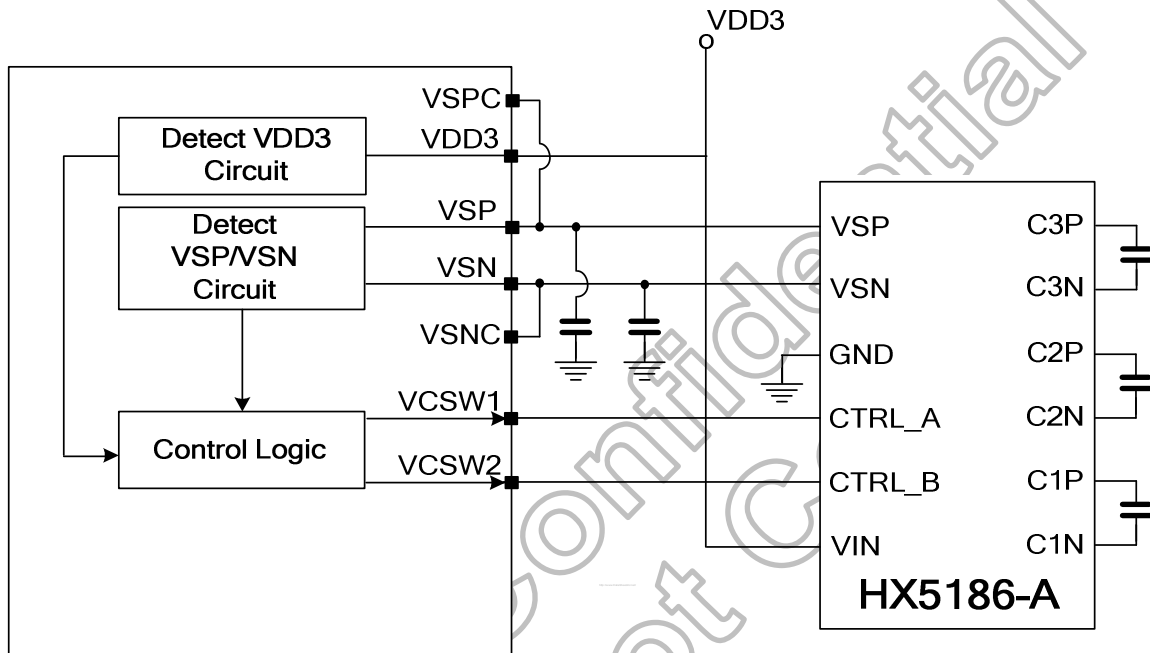 VDD3
VSPC
Detect VDD3
Circuit
VDD3
Detect
VSP/VSN
Circuit
VSP
VSN
VSNC
Control Logic
VCSW1
VCSW2
VSP
VSN
GND
CTRL_A
CTRL_B
VIN
C3P
C3N
C2P
C2N
C1P
C1N
HX5186-A